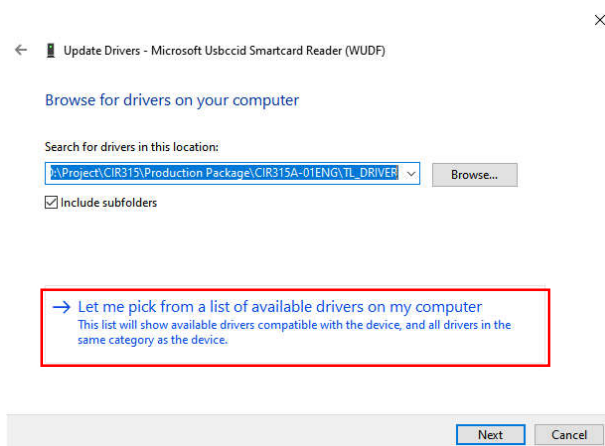 Update Drivers - Microsoft Usbccid Smartcard Reader (WUDF)
Browse for drivers on your computer
Search for drivers in this location:
):\Project\CIR315\Production Package\CIR315A-01ENG\TL_DRIVER
Browse...
Include subfolders
Let me pick from a list of available drivers on my computer
This list will show available drivers compatible with the device, and all drivers in the
same category as the device.
Next Cancel